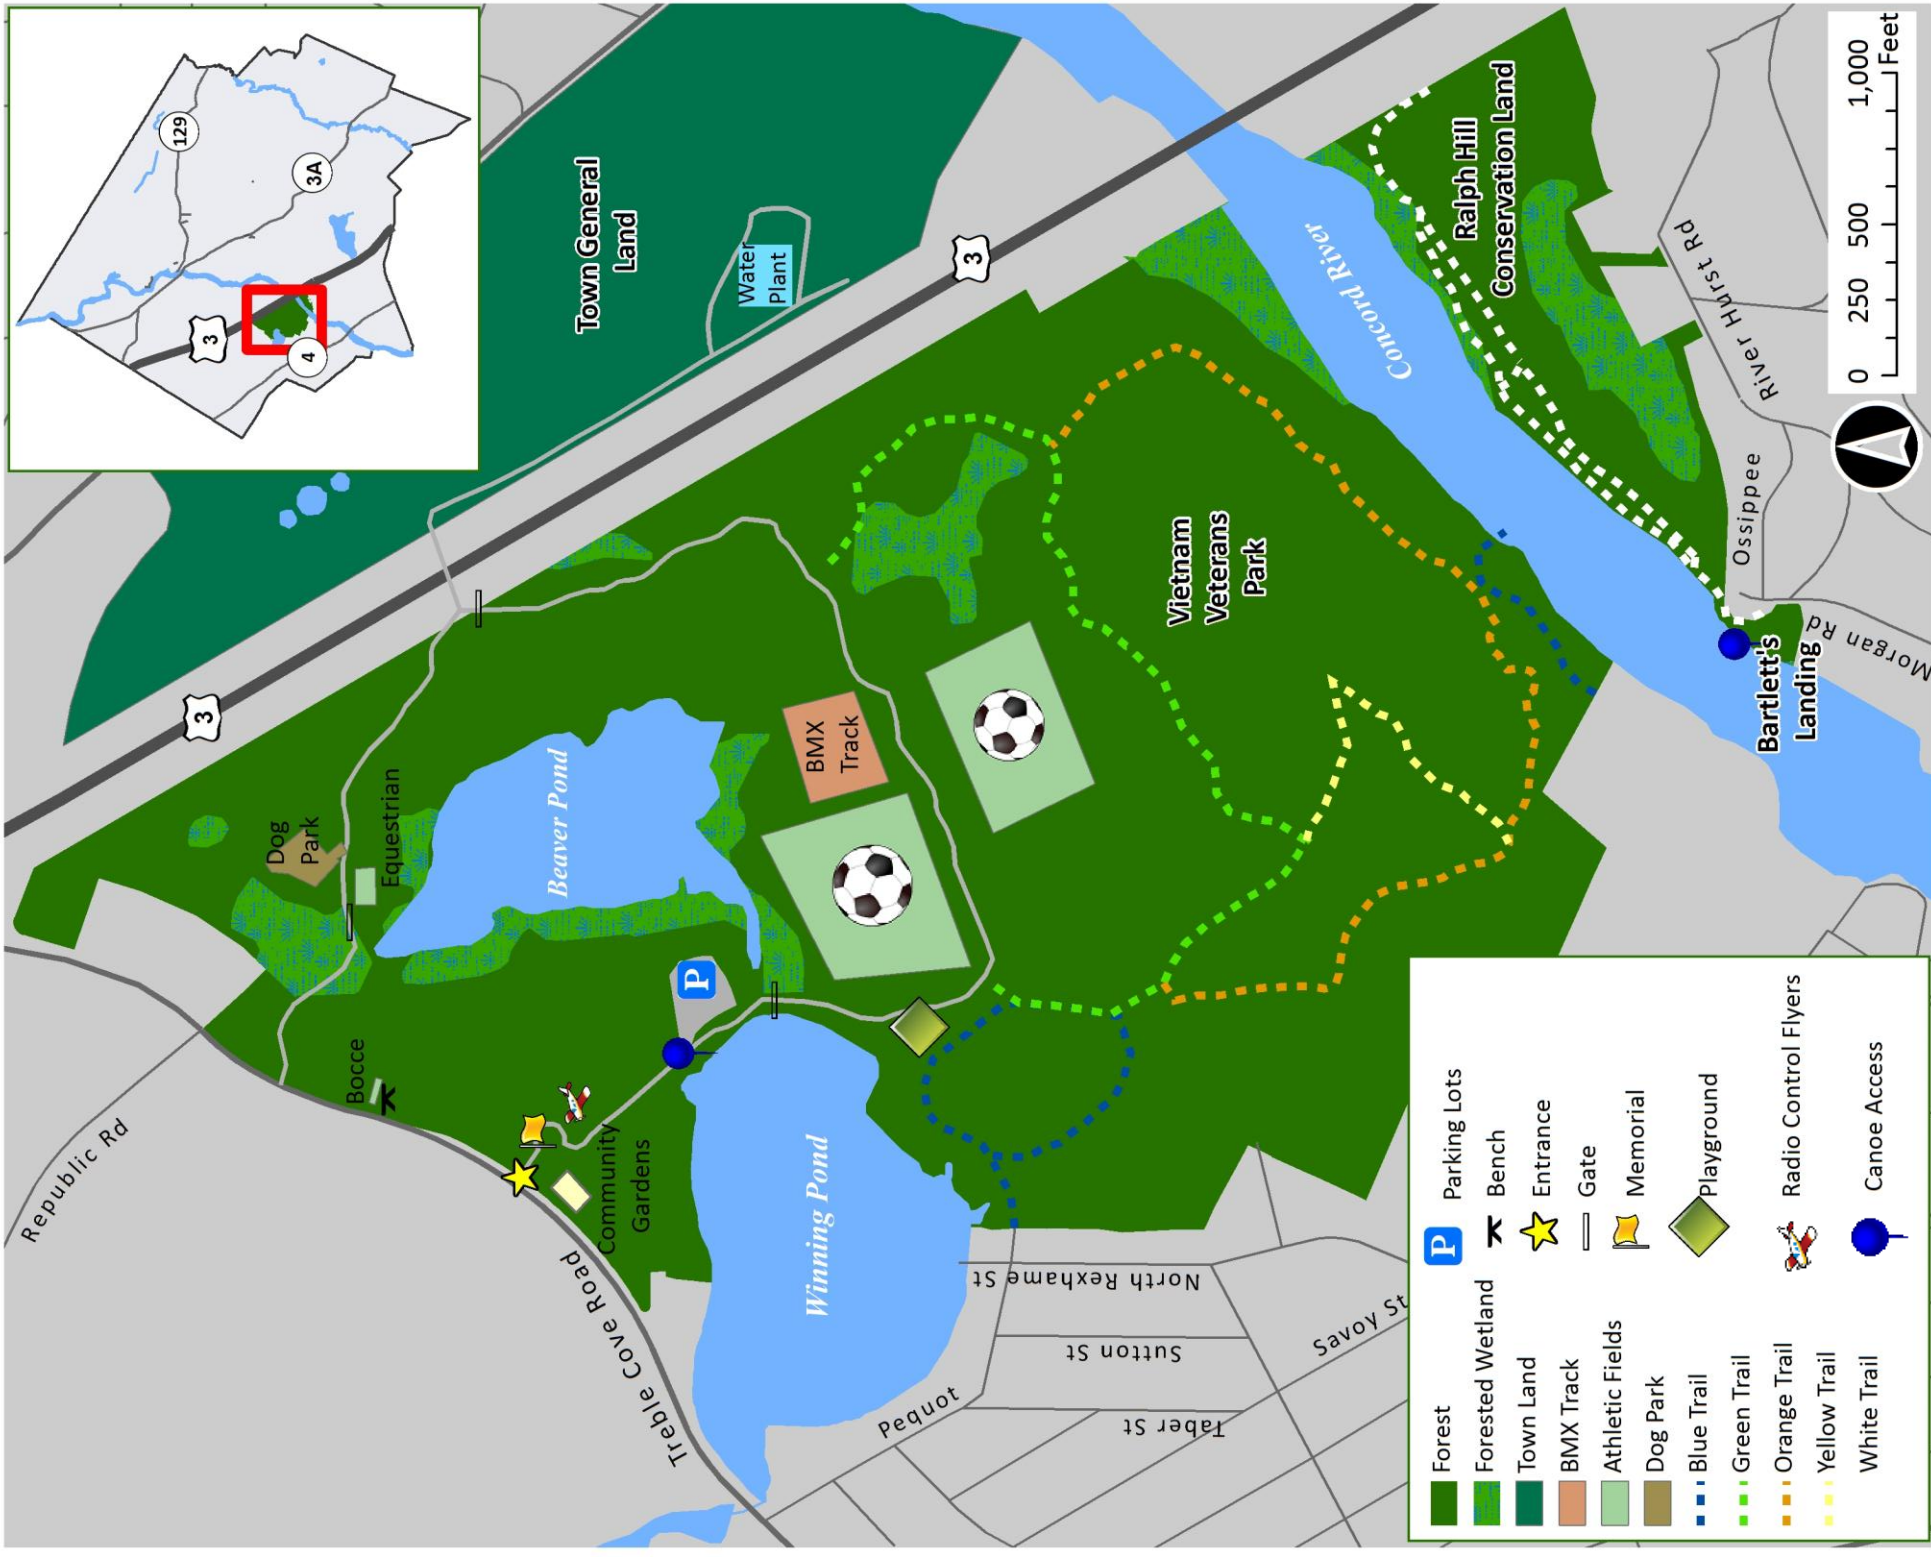 129
3A
3
4
Town General
Land
Water
Plant
3
3
Republic Rd
Dog
Park
Equestrian
Bocce
Beaver Pond
BMX
Track
P
Community
Gardens
Treble Cove Road
Winning Pond
Vietnam
Veterans
Park
Concord River
Ralph Hill
Conservation Land
River Hurst Rd
Ossippee
Morgan Rd
Bartlett's
Landing
North Rexhame St
Sutton St
Taber St
Peqnot
Savoy St
0 250 500 1,000
Feet
Forest
Forested Wetland
Town Land
BMX Track
Athletic Fields
Dog Park
Blue Trail
Green Trail
Orange Trail
Yellow Trail
White Trail
P Parking Lots
Bench
Entrance
Gate
Memorial
Playground
Radio Control Flyers
Canoe Access